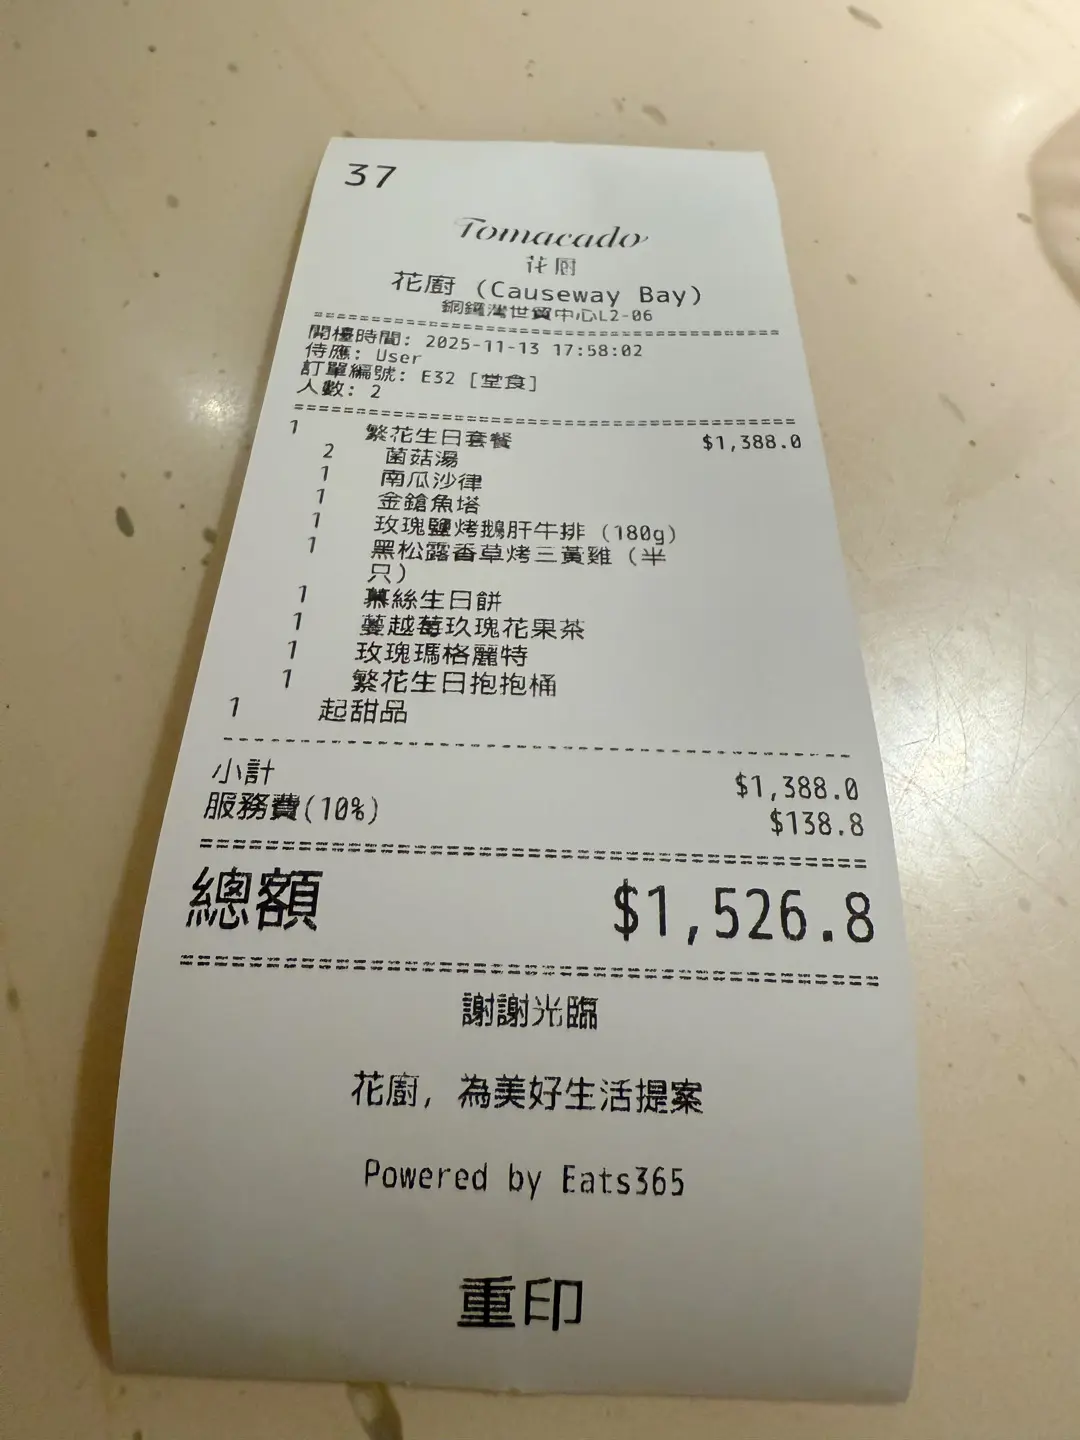 37
Tomacado
花廚
花廚 (Causeway Bay)
銅鑼灣世貿中心L2-06
開檯時間: 2025-11-13 17:58:02
侍應: User
訂單編號: E32 [堂食]
人數: 2
1 繁花生日套餐 $1,388.0
2 菌菇湯
1 南瓜沙律
1 金鎗魚塔
1 玫瑰鹽烤鵝肝牛排 (180g)
1 黑松露香草烤三黃雞 (半
只)
1 慕絲生日餅
1 蔓越莓玖瑰花果茶
1 玫瑰瑪格麗特
1 繁花生日抱抱桶
1 起甜品
小計 $1,388.0
服務費(10%) $138.8
總額 $1,526.8
謝謝光臨
花廚, 為美好生活提案
Powered by Eats365
重印